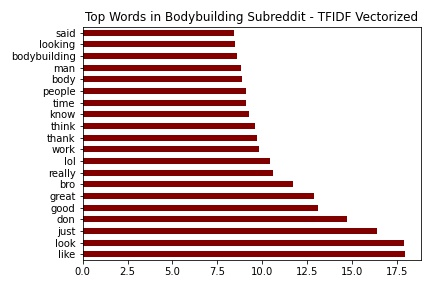 Top Words in Bodybuilding Subreddit - TFIDF Vectorized
said
looking
bodybuilding
man
body
people
time
know
think
thank
work
lol
really
bro
great
good
don
just
look
like
0.0 2.5 5.0 7.5 10.0 12.5 15.0 17.5